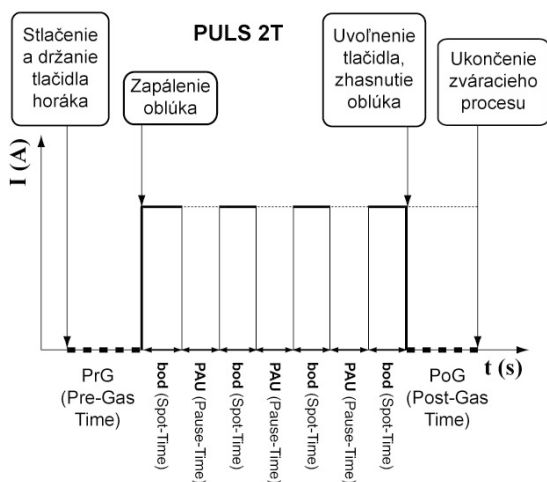 PULS 2T
Stlačenie
a držanie
tlačidla
horáka
Zapálenie
oblúka
Uvoľnenie
tlačidla,
zhasnutie
oblúka
Ukončenie
zváracieho
procesu
I (A)
t (s)
PrG
(Pre-Gas
Time)
bod
(Spot-Time)
PAU
(Pause-Time)
bod
(Spot-Time)
PAU
(Pause-Time)
bod
(Spot-Time)
PAU
(Pause-Time)
bod
(Spot-Time)
PoG
(Post-Gas
Time)